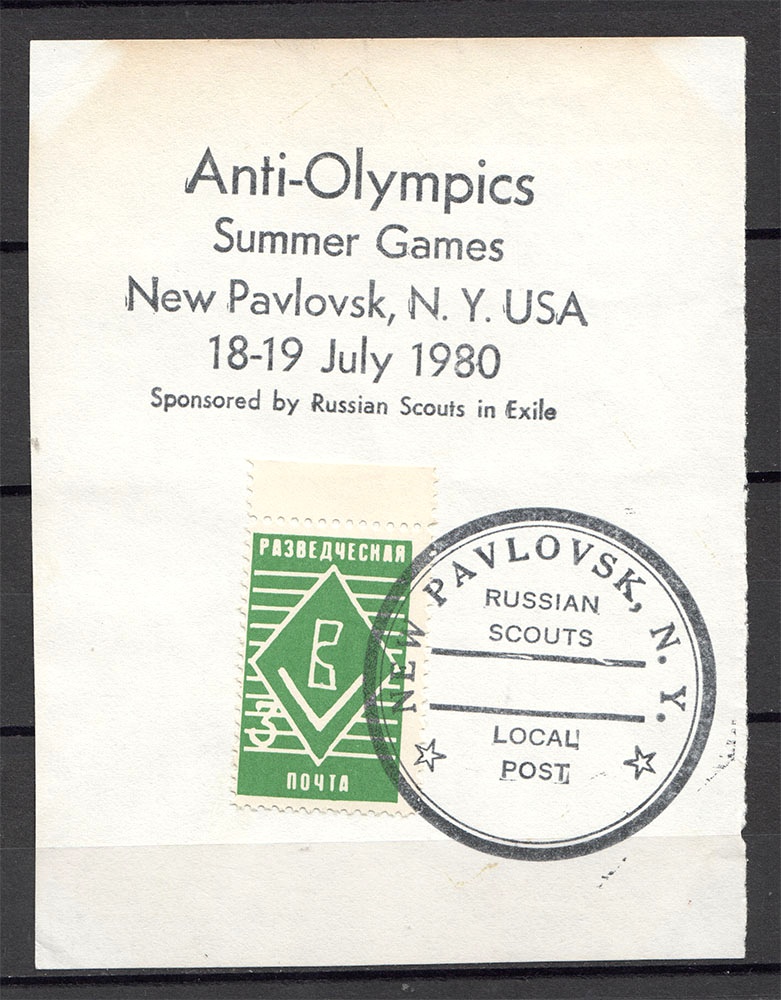 Anti-Olympics
Summer Games
New Pavlovsk, N. Y. USA
18-19 July 1980
Sponsored by Russian Scouts in Exile
РАЗВЕДЧЕСКАЯ
В
ПОЧТА
NEW PAVLOVSK, N. Y.
RUSSIAN
SCOUTS
LOCAL
POST